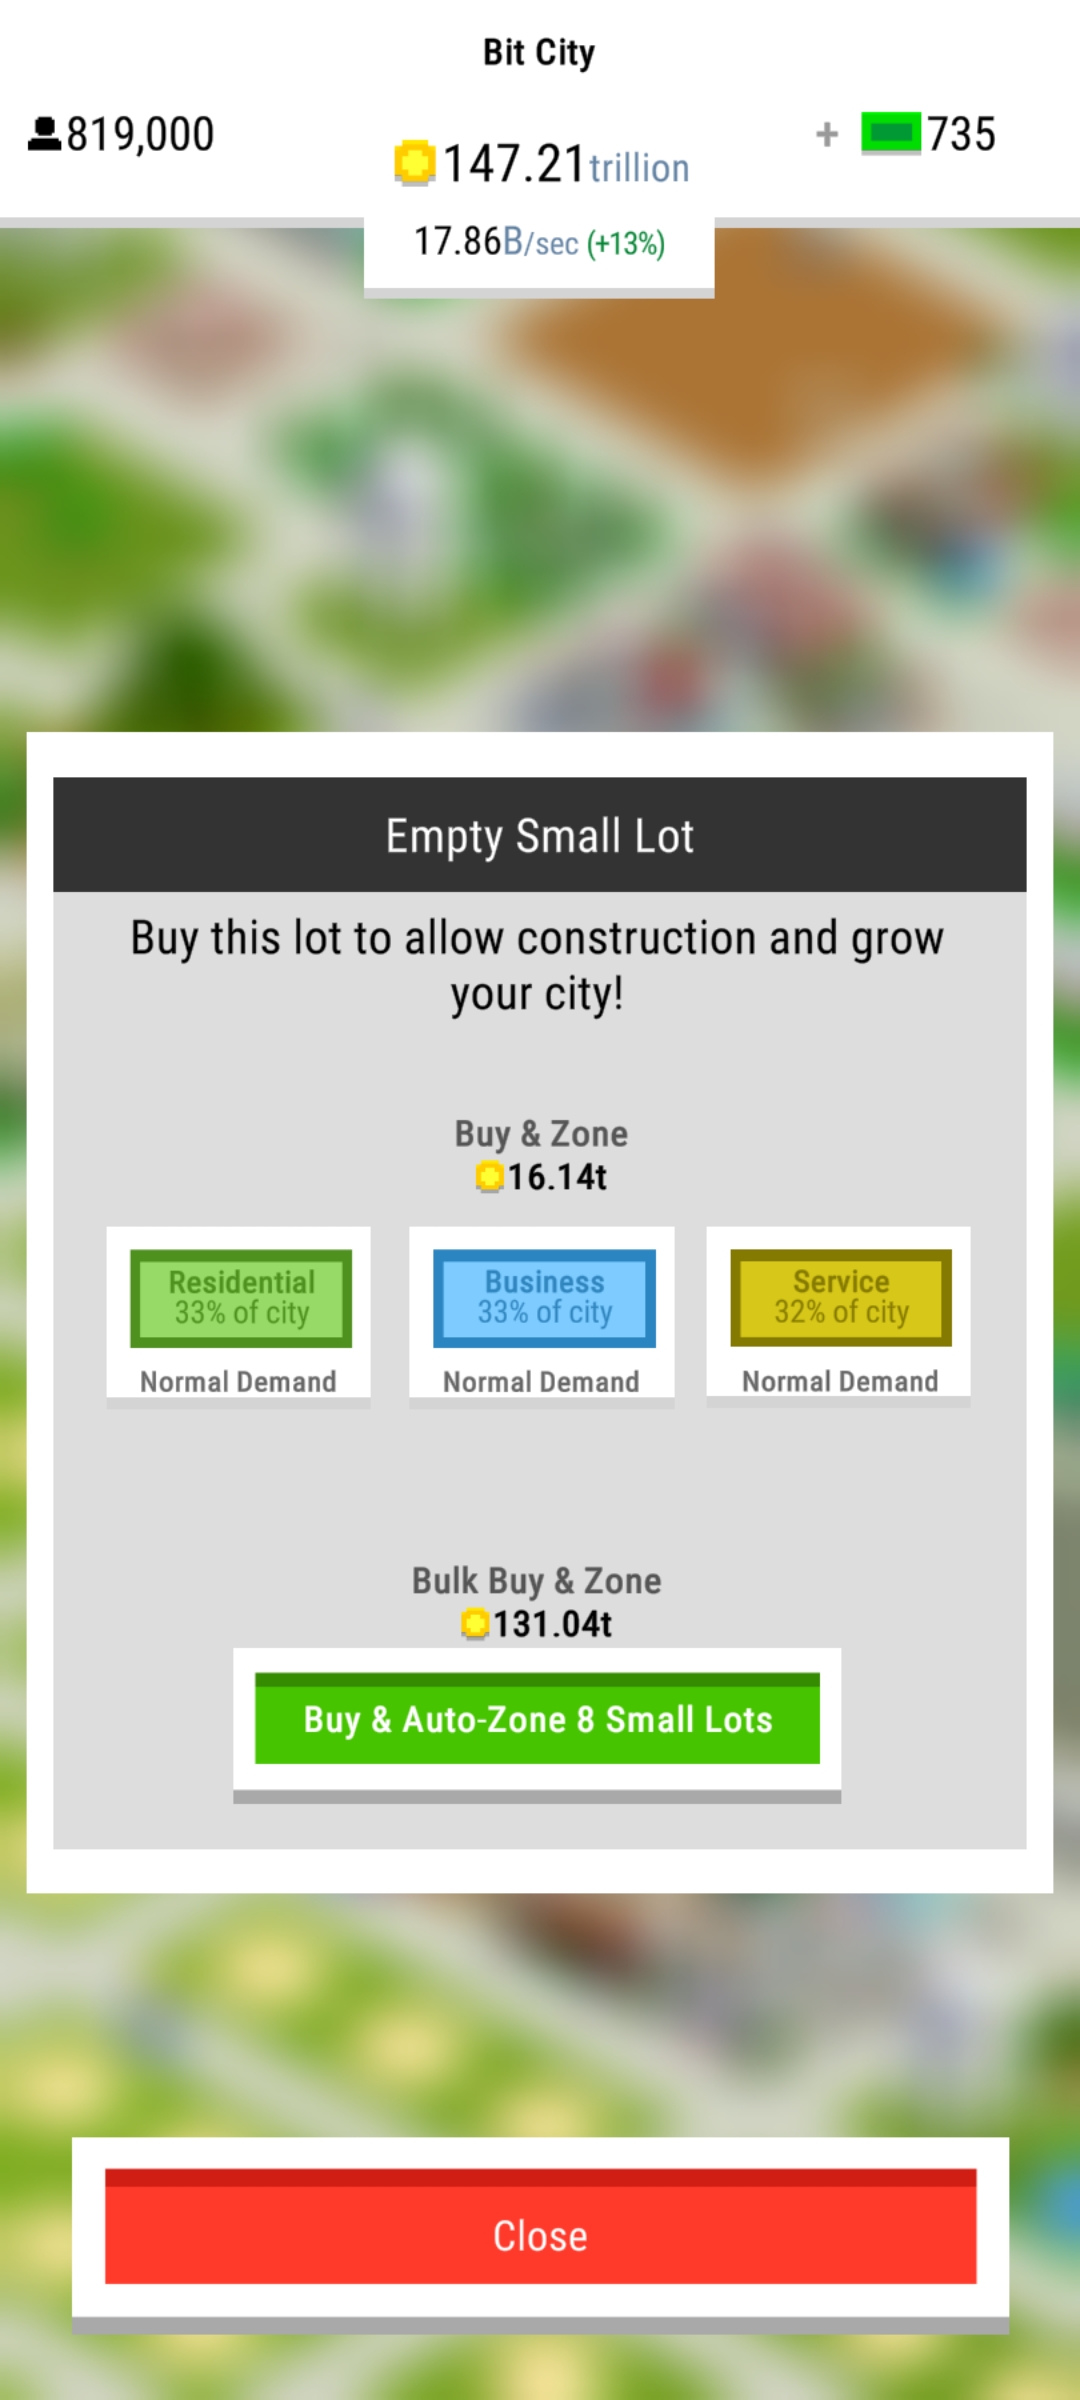 Bit City
819,000
147.21trillion
+ 735
17.86B/sec (+13%)
Empty Small Lot
Buy this lot to allow construction and grow
your city!
Buy & Zone
16.14t
Residential
33% of city
Normal Demand
Business
33% of city
Normal Demand
Service
32% of city
Normal Demand
Bulk Buy & Zone
131.04t
Buy & Auto-Zone 8 Small Lots
Close